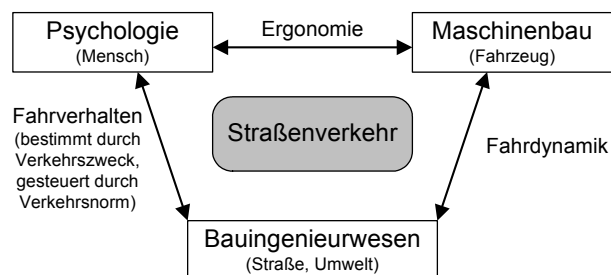 Psychologie
(Mensch)
Ergonomie
Maschinenbau
(Fahrzeug)
Fahrverhalten
(bestimmt durch
Verkehrszweck,
gesteuert durch
Verkehrsnorm)
Straßenverkehr
Fahrdynamik
Bauingenieurwesen
(Straße, Umwelt)